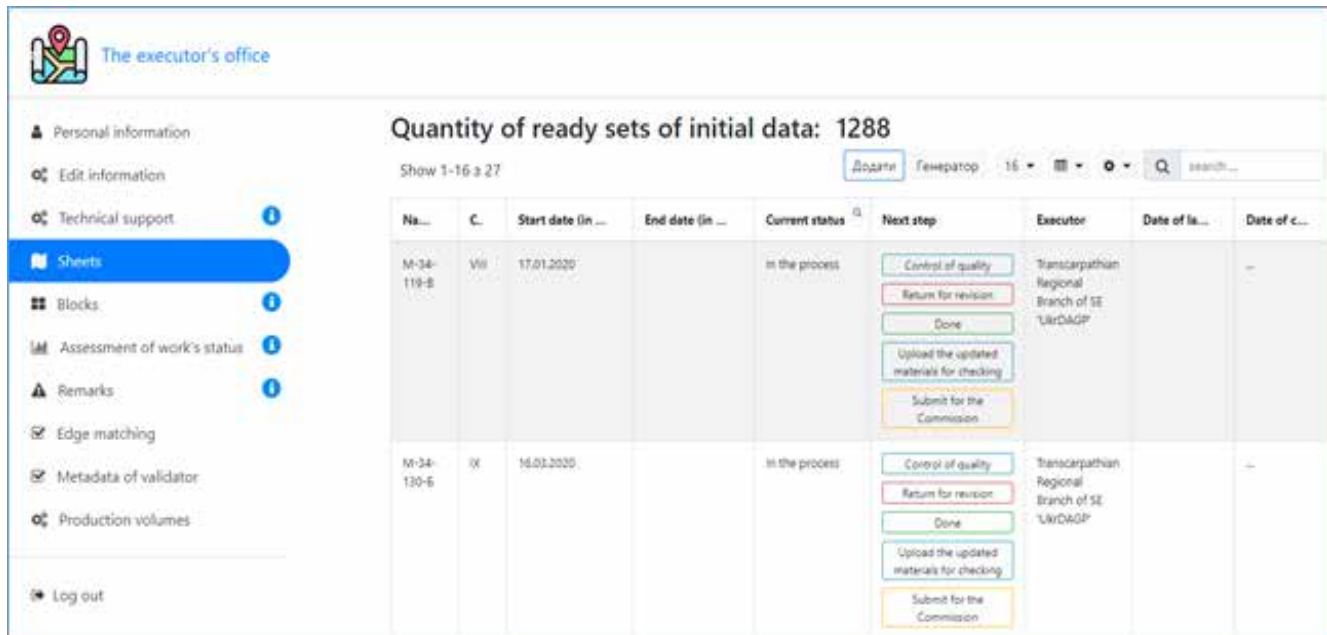 The executor's office
Personal information
Edit information
Technical support
Sheets
Blocks
Assessment of work's status
Remarks
Edge matching
Metadata of validator
Production volumes
Log out
Quantity of ready sets of initial data: 1288
Show 1-16 з 27
Додати Генератор 16 search...
Na... C. Start date (in ... End date (in ... Current status Next step Executor Date of la... Date of c...
M-34-
VIII 17.01.2020 In the process
Control of quality
Return for revision
Done
Upload the updated
materials for checking
Submit for the
Commission
Transcarpathian
Regional
Branch of SE
'UkrDAGP'
...
M-34-
IX 16.03.2020 In the process
Control of quality
Return for revision
Done
Upload the updated
materials for checking
Submit for the
Commission
Transcarpathian
Regional
Branch of SE
'UkrDAGP'
...